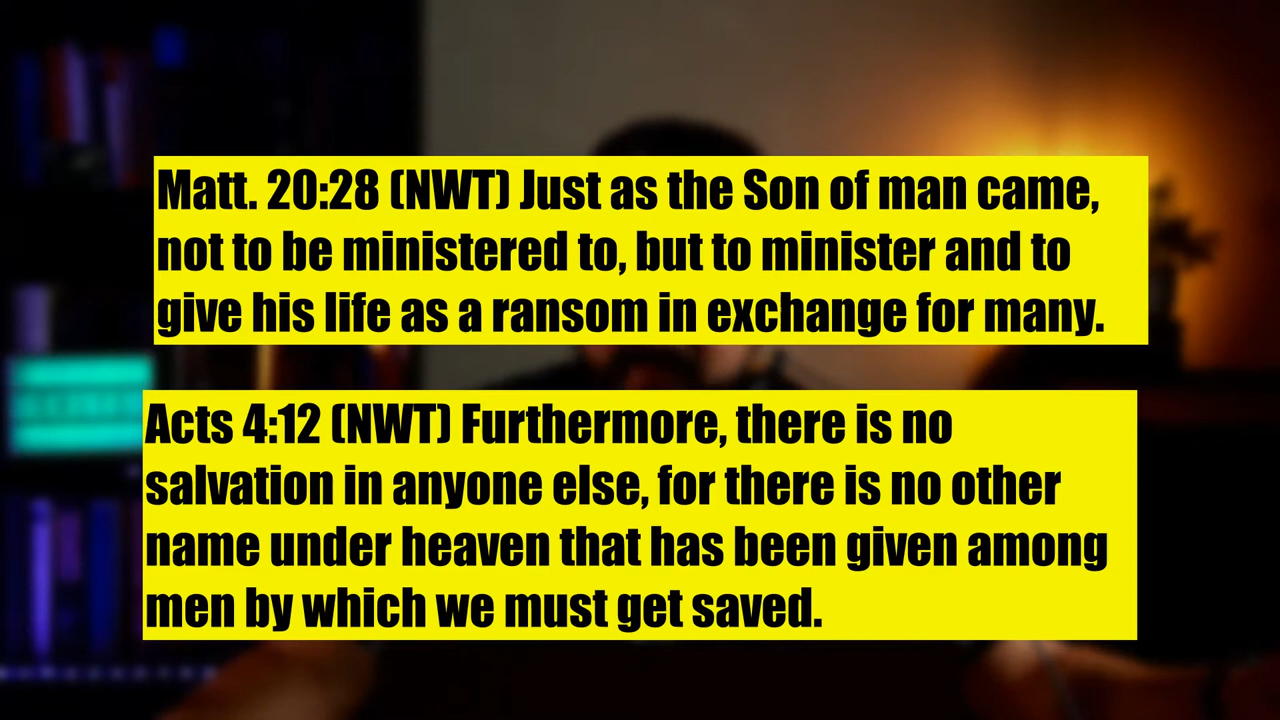 Matt. 20:28 (NWT) Just as the Son of man came,
not to be ministered to, but to minister and to
give his life as a ransom in exchange for many.
Acts 4:12 (NWT) Furthermore, there is no
salvation in anyone else, for there is no other
name under heaven that has been given among
men by which we must get saved.